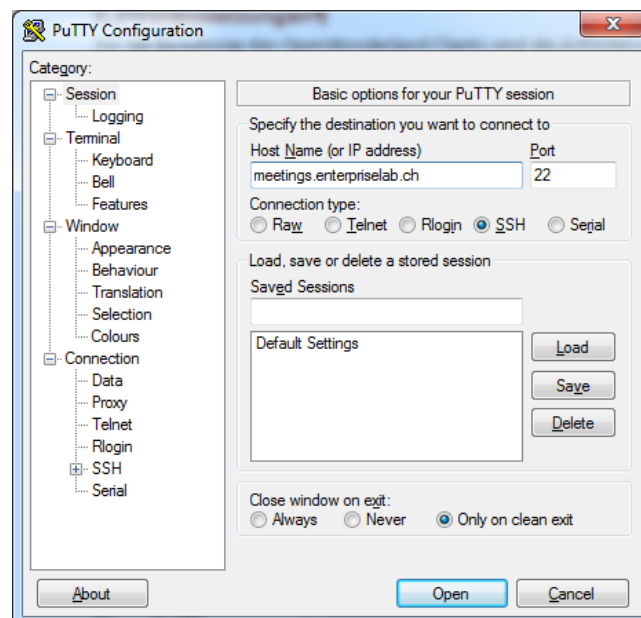 PuTTY Configuration
Category:
Session
Logging
Terminal
Keyboard
Bell
Features
Window
Appearance
Behaviour
Translation
Selection
Colours
Connection
Data
Proxy
Telnet
Rlogin
SSH
Serial
Basic options for your PuTTY session
Specify the destination you want to connect to
Host Name (or IP address) Port
meetings.enterpriselab.ch 22
Connection type:
Raw Telnet Rlogin SSH Serial
Load, save or delete a stored session
Saved Sessions
Default Settings
Load
Save
Delete
Close window on exit:
Always Never Only on clean exit
About Open Cancel